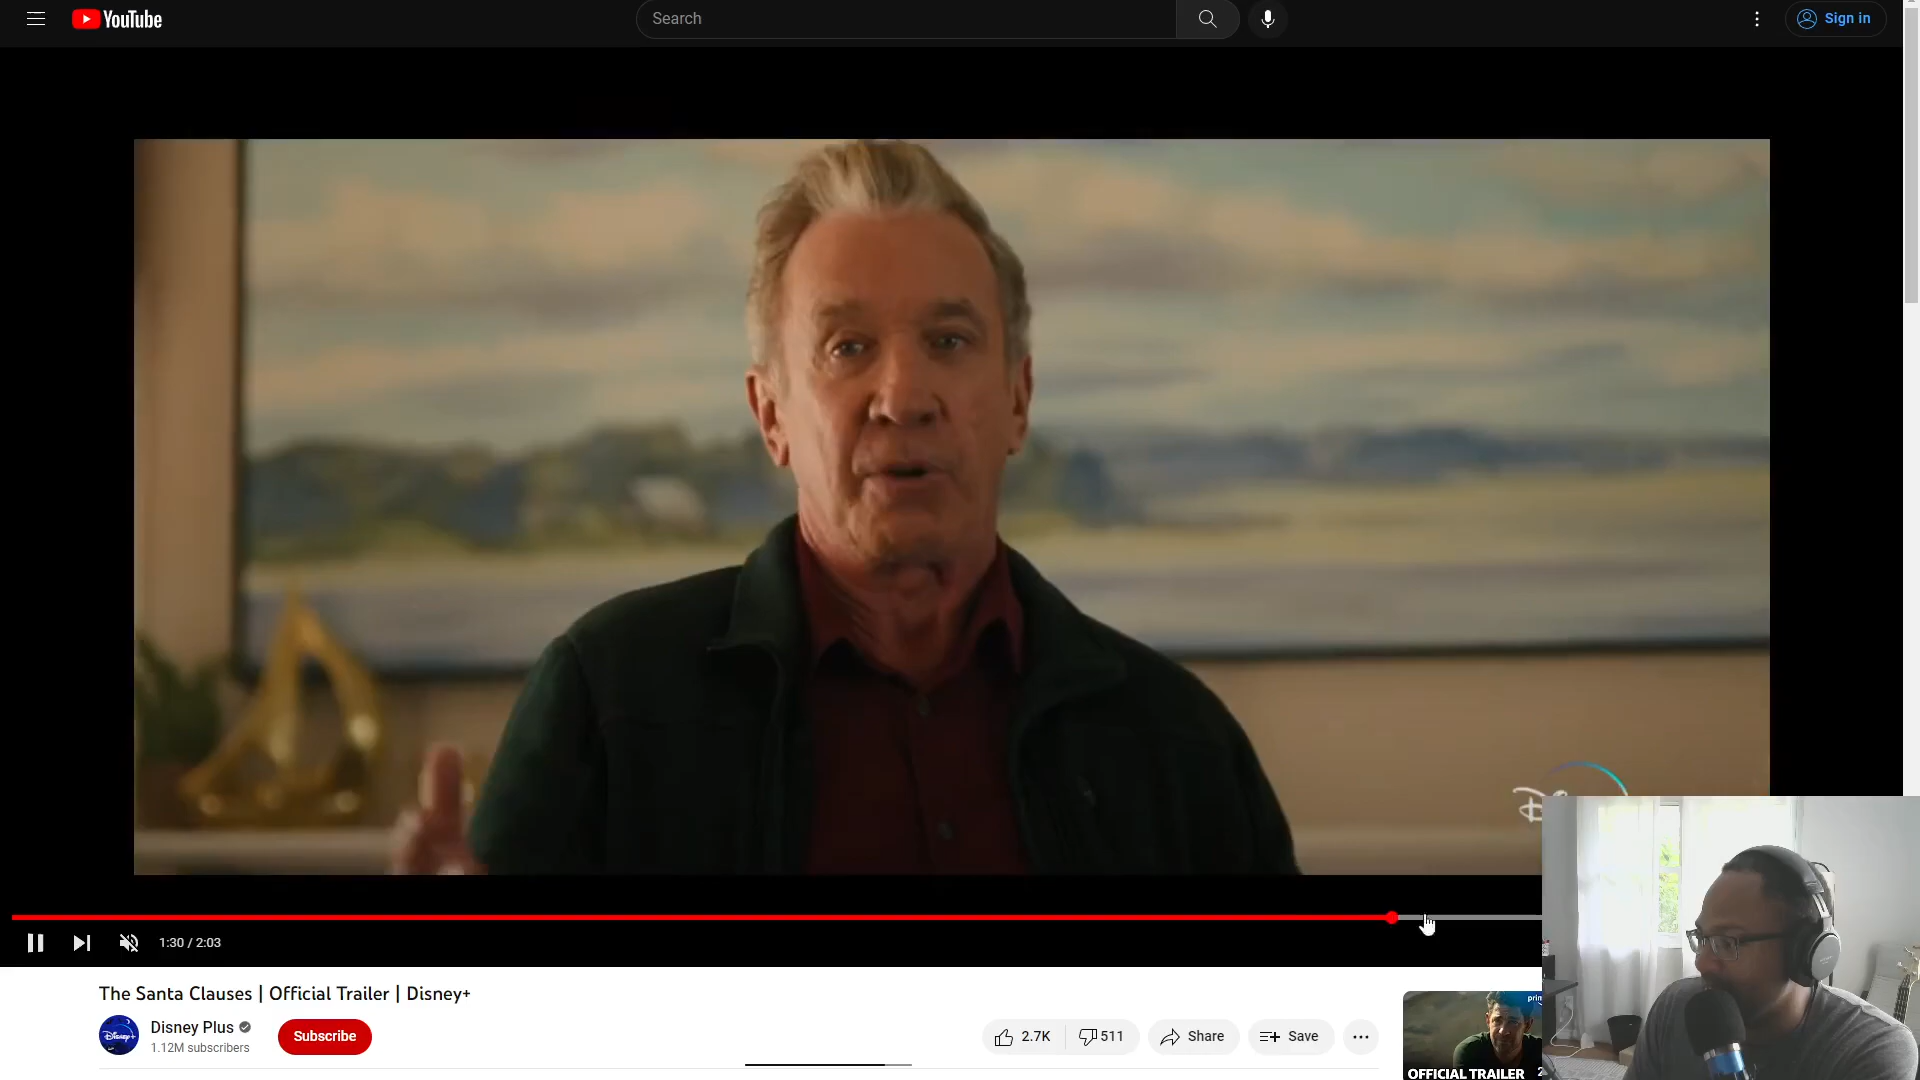 YouTube
Search
Sign in
1:30 / 2:03
The Santa Clauses | Official Trailer | Disney+
Disney+
Disney Plus
1.12M subscribers
Subscribe
2.7K
511
Share
Save
OFFICIAL TRAILER